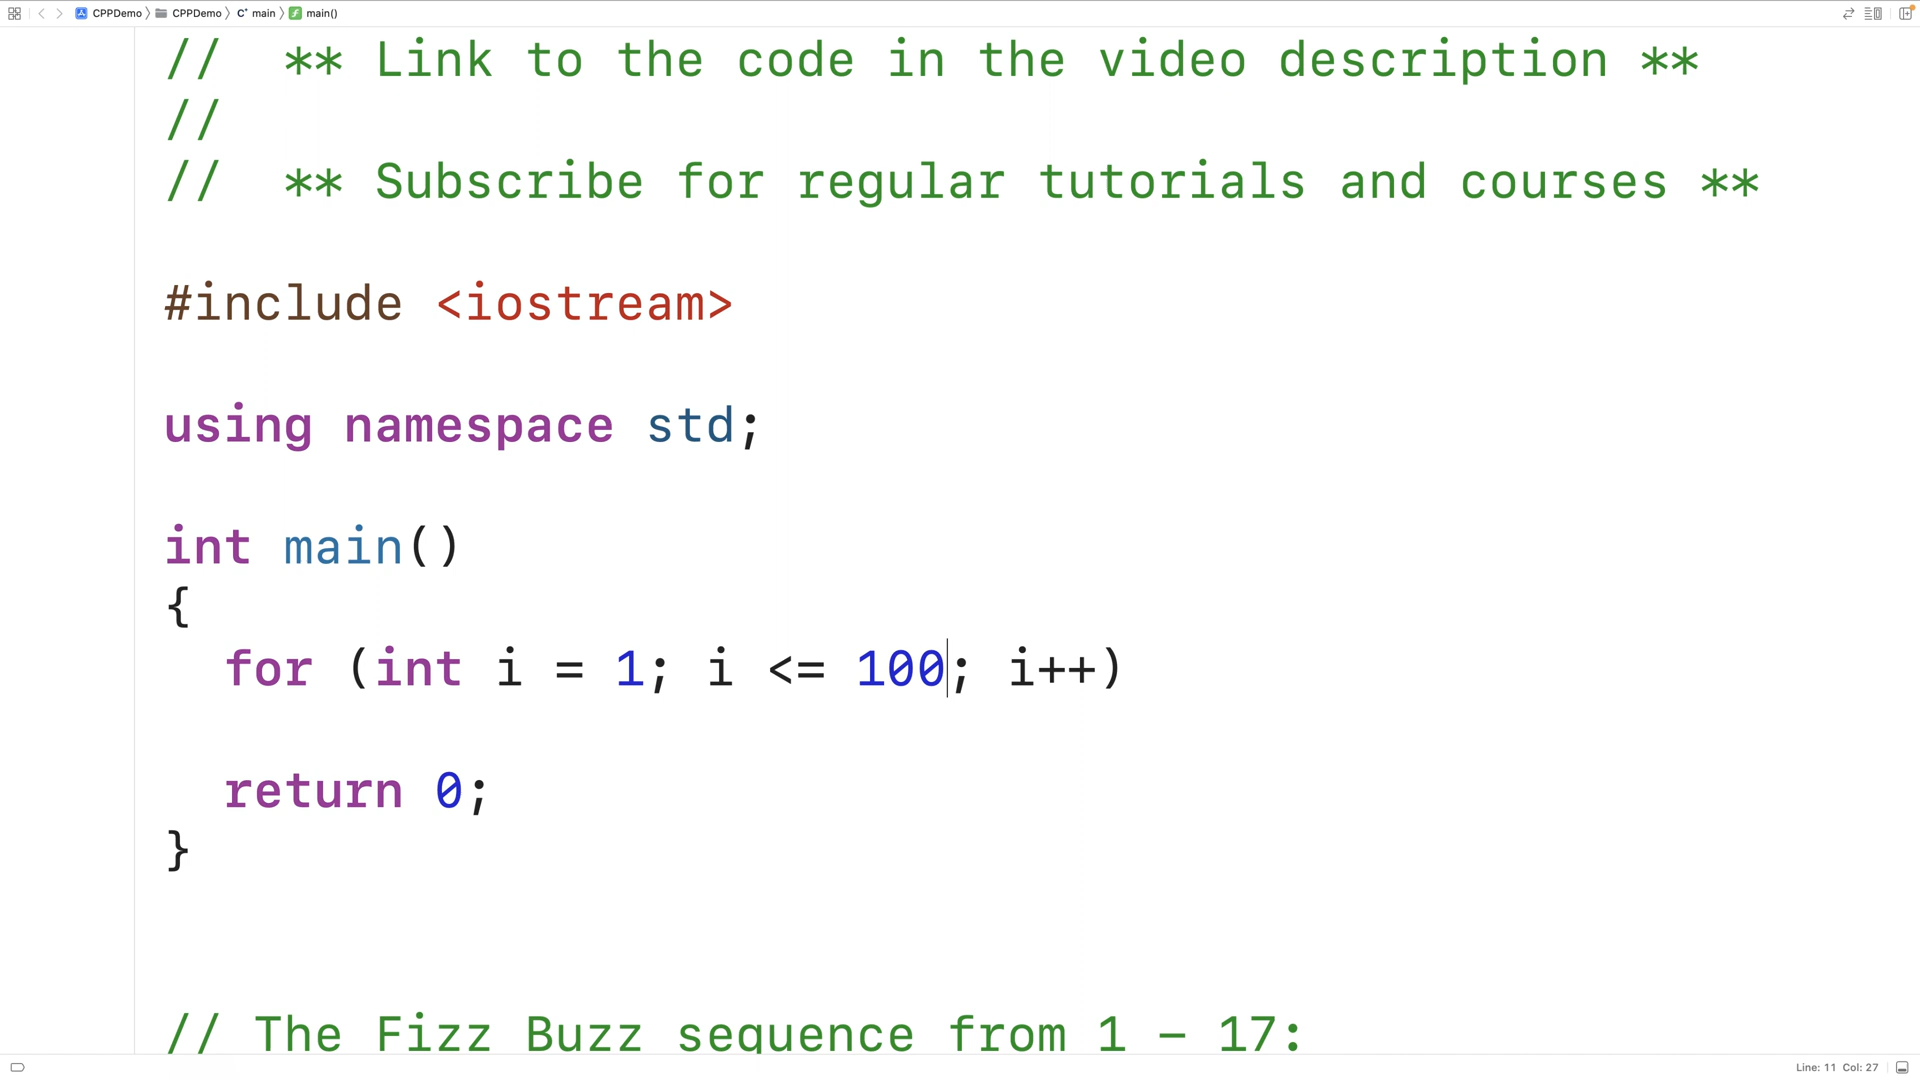 CPPDemo 〉 CPPDemo 〉 C⁺ main 〉 f main()
//  ** Link to the code in the video description **
//
//  ** Subscribe for regular tutorials and courses **
#include <iostream>
using namespace std;
int main()
{
  for (int i = 1; i <= 100; i++)
  return 0;
}
// The Fizz Buzz sequence from 1 – 17:
Line: 11 Col: 27